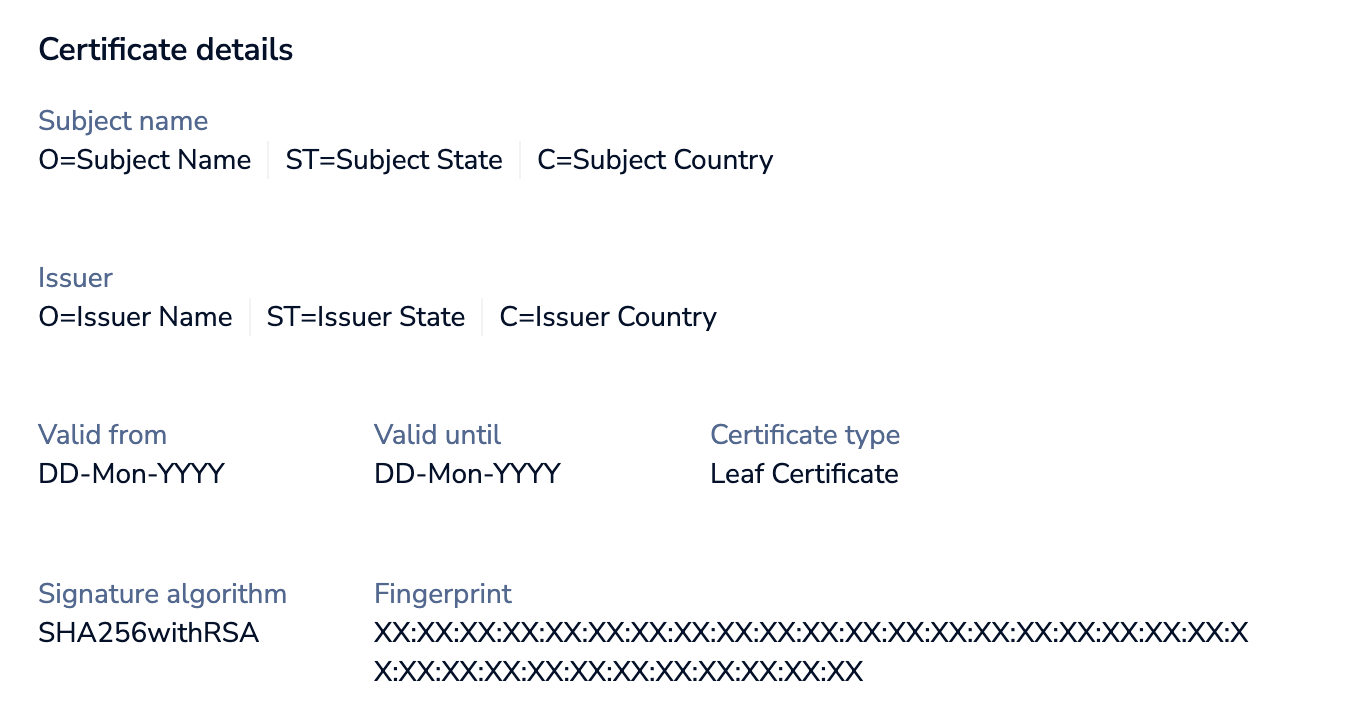 Certificate details
Subject name
O=Subject Name ST=Subject State C=Subject Country
Issuer
O=Issuer Name ST=Issuer State C=Issuer Country
Valid from Valid until Certificate type
DD-Mon-YYYY DD-Mon-YYYY Leaf Certificate
Signature algorithm Fingerprint
SHA256withRSA XX:XX:XX:XX:XX:XX:XX:XX:XX:XX:XX:XX:XX:XX:XX:XX:XX:XX:XX:XX:X
X:XX:XX:XX:XX:XX:XX:XX:XX:XX:XX:XX